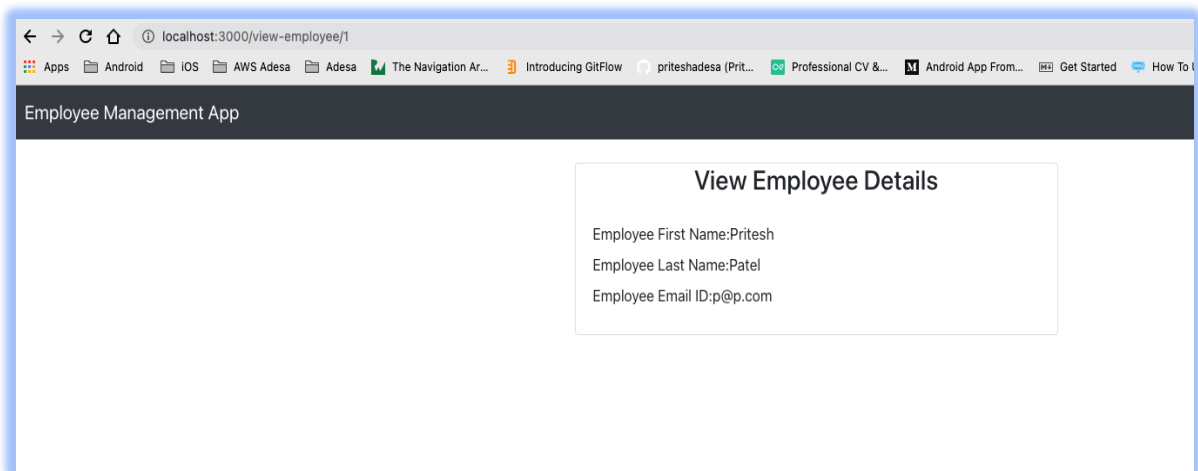 localhost:3000/view-employee/1
Apps Android iOS AWS Adesa Adesa The Navigation Ar... Introducing GitFlow priteshadesa (Prit... Professional CV &... Android App From... Get Started How To
Employee Management App
View Employee Details
Employee First Name:Pritesh
Employee Last Name:Patel
Employee Email ID:p@p.com